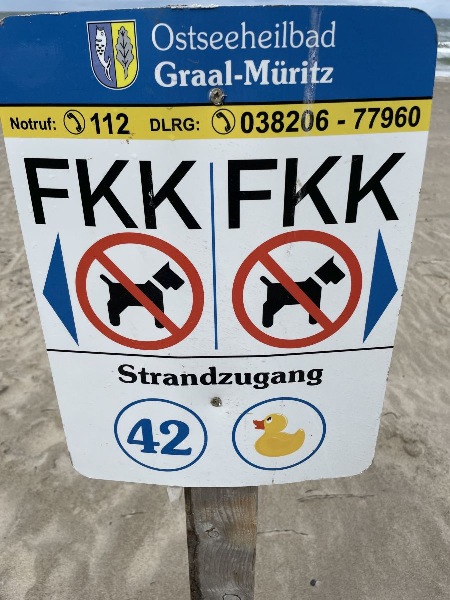 Ostseeheilbad
Graal-Müritz
Notruf: 112 DLRG: 038206 - 77960
FKK FKK
Strandzugang
42